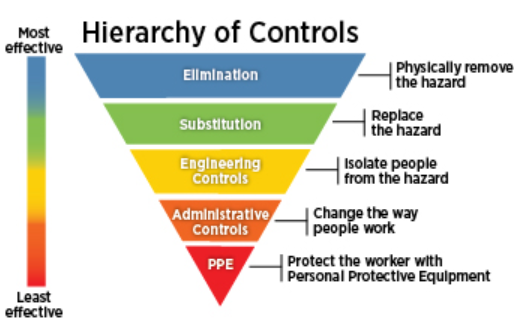 Most
effective
Hierarchy of Controls
Elimination
Physically remove
the hazard
Substitution
Replace
the hazard
Engineering
Controls
Isolate people
from the hazard
Administrative
Controls
Change the way
people work
PPE
Protect the worker with
Personal Protective Equipment
Least
effective